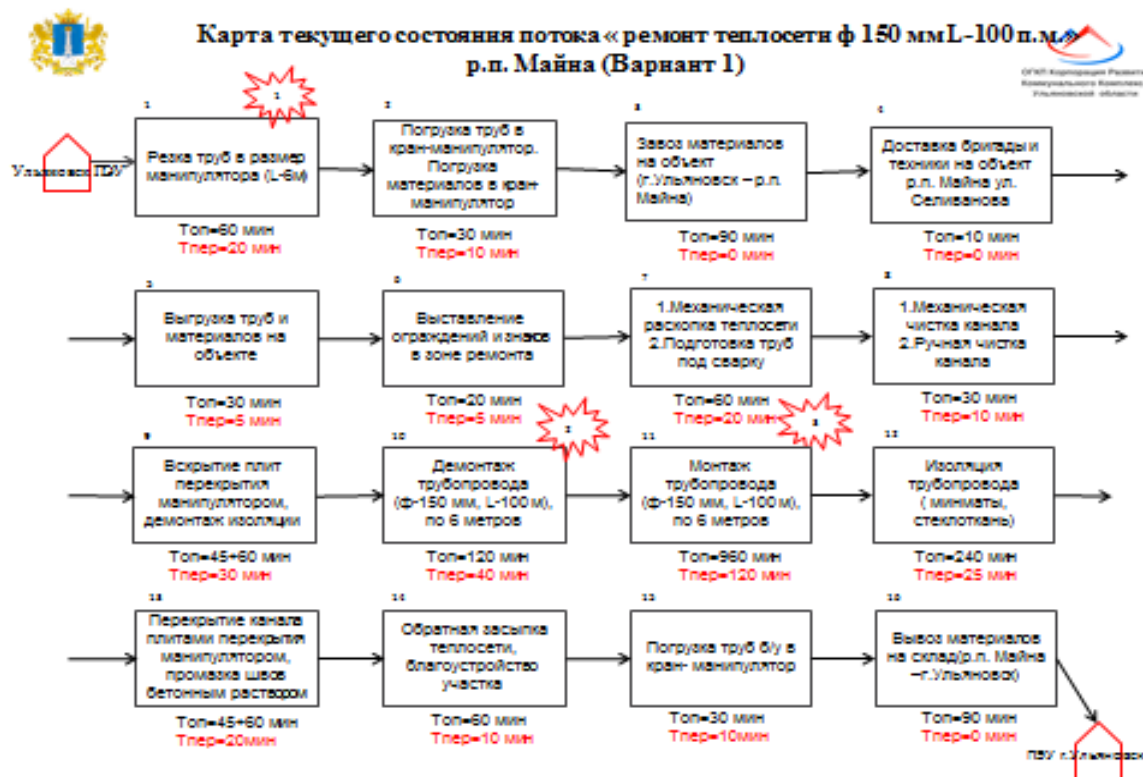 Карта текущего состояния потока « ремонт теплосети ф 150 мм L-100 п.м.»
р.п. Майна (Вариант 1)
ОГКП Корпорация Развития
Коммунального Комплекса
Ульяновской области
Ульяновск ПЭУ
1
1
Резка труб в размер
манипулятора (L-6м)
Топ=60 мин
Тпер=20 мин
Погрузка труб в
кран-манипулятор.
Погрузка
материалов в кран-
манипулятор
Топ=30 мин
Тпер=10 мин
Завоз материалов
на объект
(г.Ульяновск – р.п.
Майна)
Топ=90 мин
Тпер=0 мин
Доставка бригады и
техники на объект
р.п. Майна ул.
Селиванова
Топ=10 мин
Тпер=0 мин
Выгрузка труб и
материалов на
объекте
Топ=30 мин
Тпер=5 мин
Выставление
ограждений и знаков
в зоне ремонта
Топ=20 мин
Тпер=5 мин
7
1.Механическая
раскопка теплосети
2.Подготовка труб
под сварку
Топ=60 мин
Тпер=20 мин
8
1.Механическая
чистка канала
2.Ручная чистка
канала
Топ=30 мин
Тпер=10 мин
9
Вскрытие плит
перекрытия
манипулятором,
демонтаж изоляции
Топ=45+60 мин
Тпер=30 мин
10
2
Демонтаж
трубопровода
(ф-150 мм, L-100 м),
по 6 метров
Топ=120 мин
Тпер=40 мин
11
3
Монтаж
трубопровода
(ф-150 мм, L-100 м),
по 6 метров
Топ=960 мин
Тпер=120 мин
12
Изоляция
трубопровода
( минматы,
стеклоткань)
Топ=240 мин
Тпер=25 мин
13
Перекрытие канала
плитами перекрытия
манипулятором,
промазка швов
бетонным раствором
Топ=45+60 мин
Тпер=20мин
14
Обратная засыпка
теплосети,
благоустройство
участка
Топ=60 мин
Тпер=10 мин
Погрузка труб б/у в
кран- манипулятор
Топ=30 мин
Тпер=10мин
Вывоз материалов
на склад(р.п. Майна
–г.Ульяновск)
Топ=90 мин
Тпер=0 мин
ПЭУ г.Ульяновск